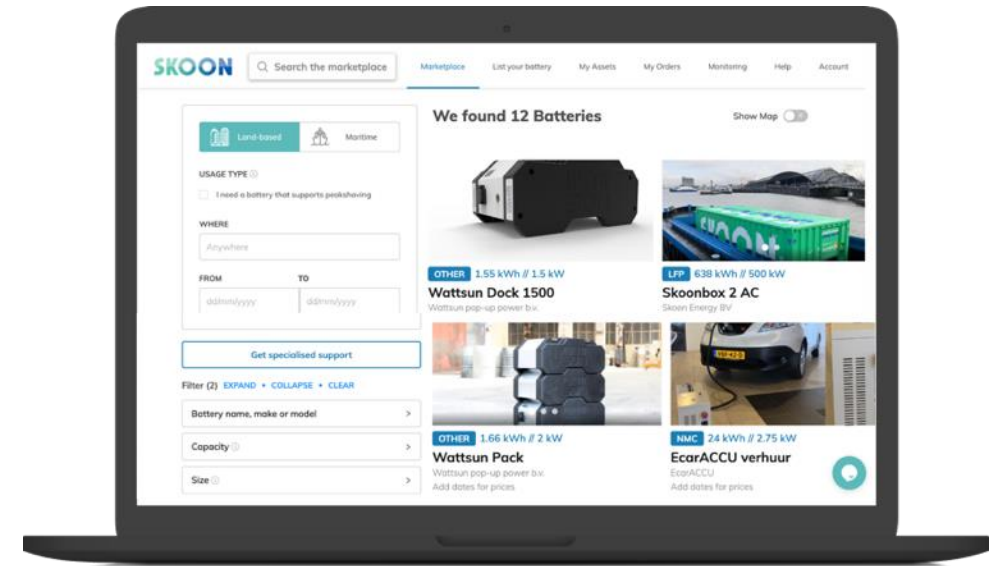 SKOON
Search the marketplace
Marketplace
List your battery
My Assets
My Orders
Monitoring
Help
Account
Land-based
Maritime
USAGE TYPE
I need a battery that supports peakshaving
WHERE
Anywhere
FROM
TO
dd/mm/yyyy
dd/mm/yyyy
Get specialised support
Filter (2) EXPAND • COLLAPSE • CLEAR
Battery name, make or model >
Capacity >
Size >
We found 12 Batteries
Show Map
OTHER 1.55 kWh // 1.5 kW
Wattsun Dock 1500
Wattsun pop-up power b.v.
SKOON
LFP 638 kWh // 500 kW
Skoonbox 2 AC
Skoon Energy BV
OTHER 1.66 kWh // 2 kW
Wattsun Pack
Wattsun pop-up power b.v.
Add dates for prices
NMC 24 kWh // 2.75 kW
EcarACCU verhuur
EcarACCU
Add dates for prices